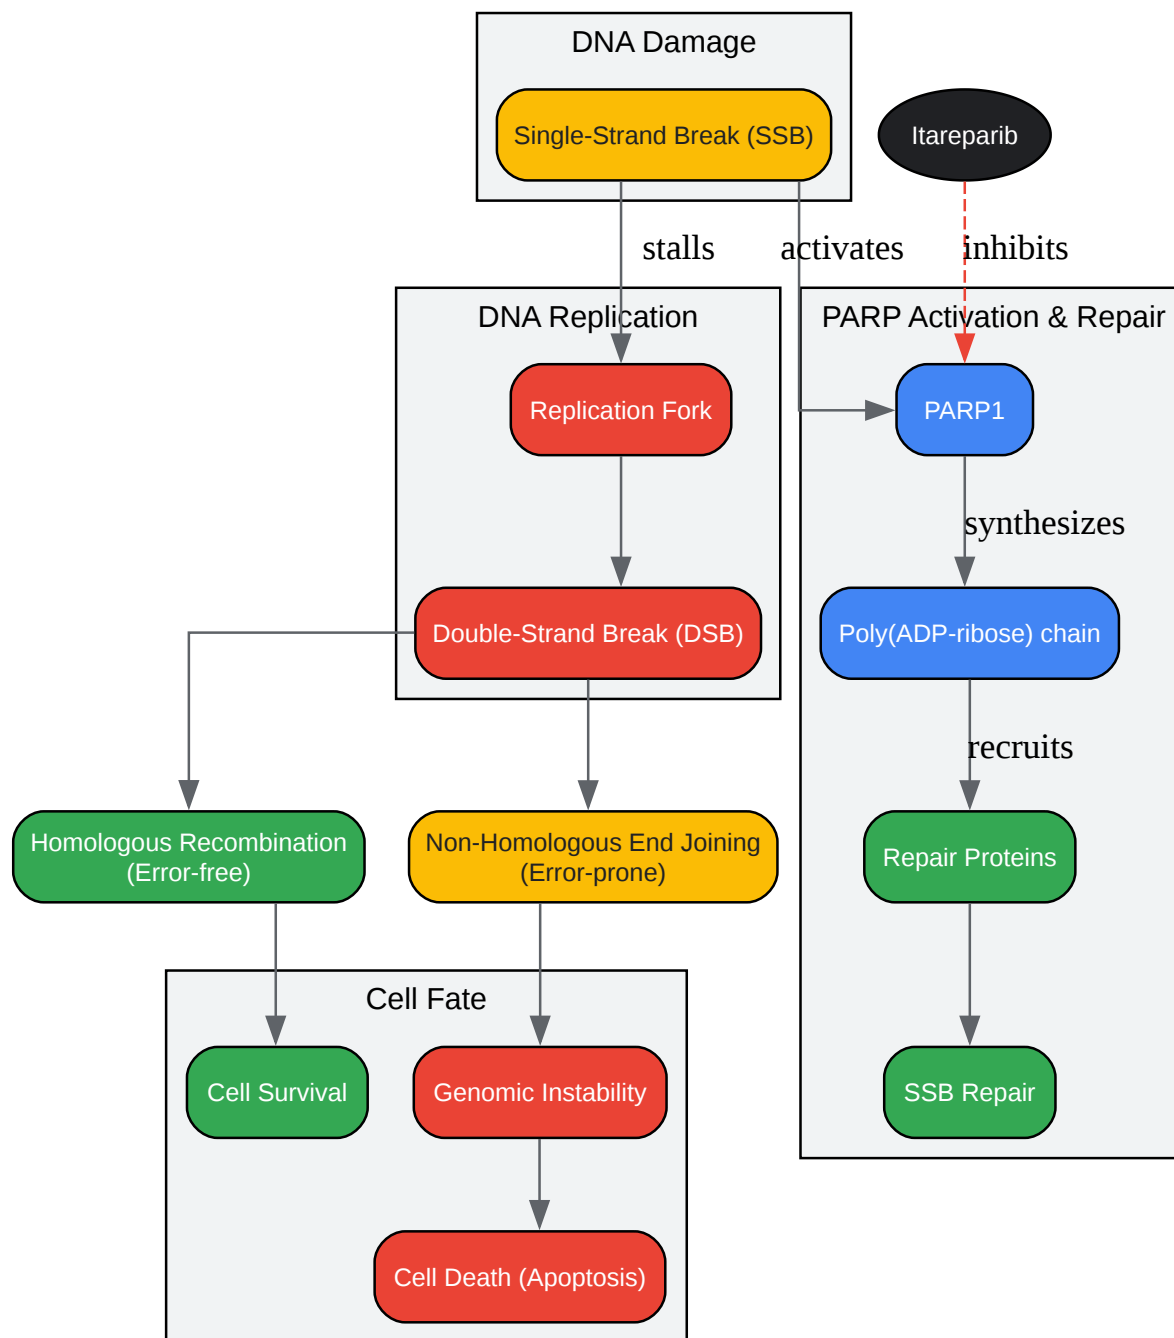 DNA Damage
Single-Strand Break (SSB)
Itareparib
stalls
activates
inhibits
DNA Replication
PARP Activation & Repair
Replication Fork
PARP1
synthesizes
Double-Strand Break (DSB)
Poly(ADP-ribose) chain
recruits
Homologous Recombination
(Error-free)
Non-Homologous End Joining
(Error-prone)
Repair Proteins
Cell Fate
Cell Survival
Genomic Instability
SSB Repair
Cell Death (Apoptosis)